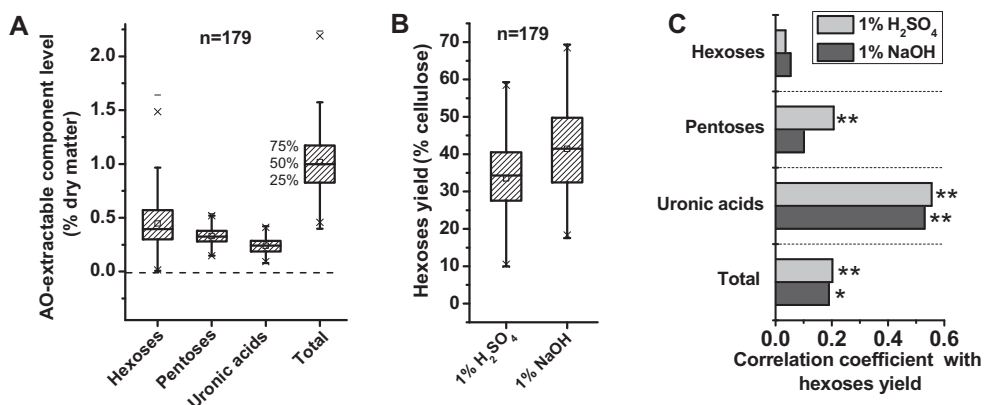 A
n=179
AO-extractable component level
(% dry matter)
2.0
1.5
1.0
0.5
0.0
75%
50%
25%
Hexoses
Pentoses
Uronic acids
Total
B
n=179
Hexoses yield (% cellulose)
70
60
50
40
30
20
10
0
1% H₂SO₄
1% NaOH
C
1% H₂SO₄
1% NaOH
Hexoses
Pentoses
**
Uronic acids
**
**
Total
**
*
0.0 0.2 0.4 0.6
Correlation coefficient with
hexoses yield